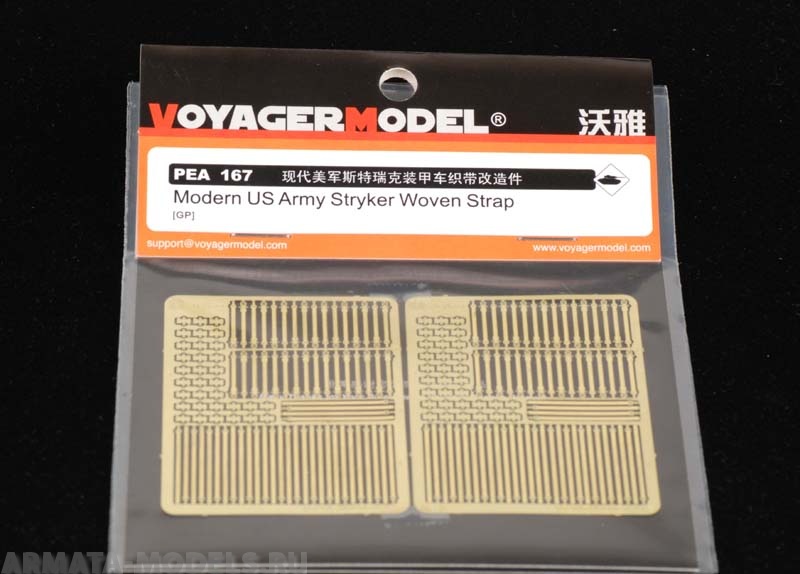 VOYAGERMODEL® 沃雅
PEA 167 现代美军斯特瑞克装甲车织带改造件
Modern US Army Stryker Woven Strap
[GP]
support@voyagermodel.com www.voyagermodel.com
ARMATA-MODELS.RU